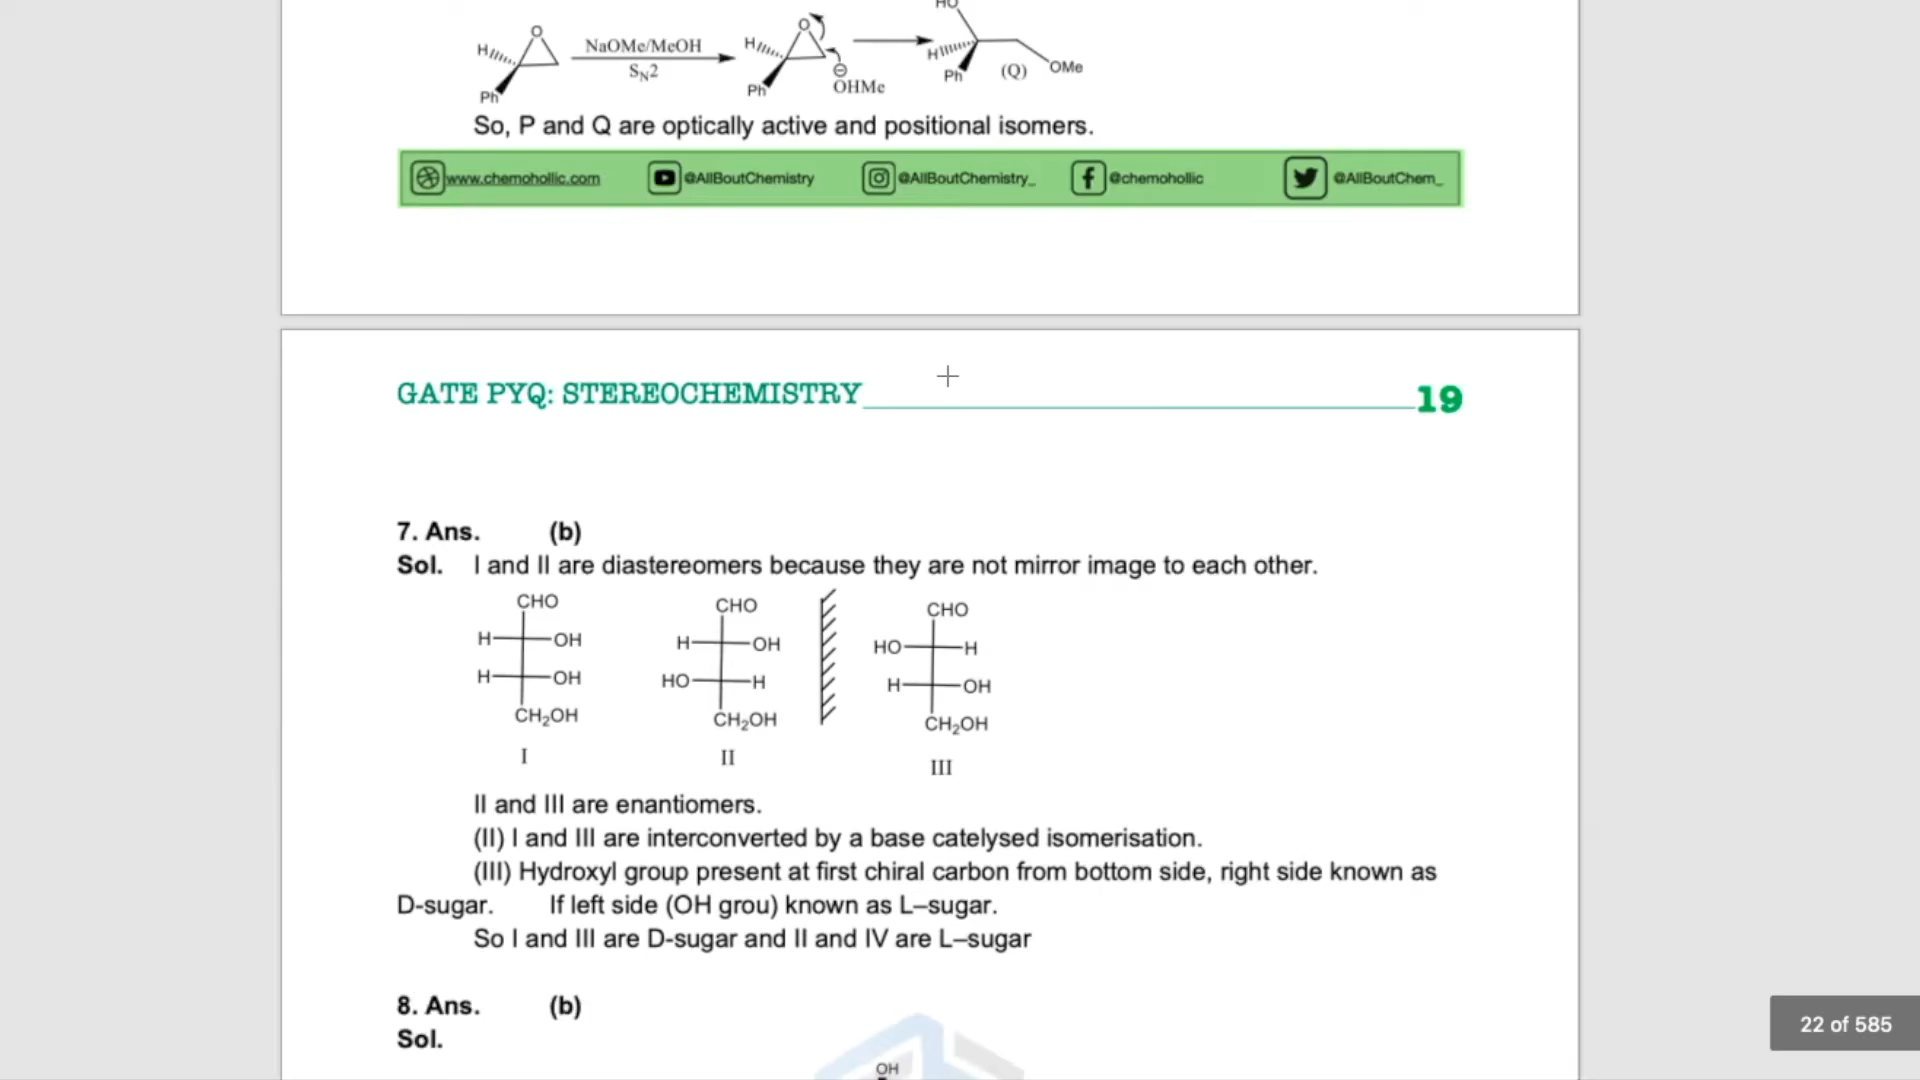 HO
O
H
NaOMe/MeOH
SN2
Ph
O
H
Ph
⊖
OHMe
H
Ph
(Q)
OMe
So, P and Q are optically active and positional isomers.
www.chemohollic.com @AllBoutChemistry @AllBoutChemistry_ @chemohollic @AllBoutChem_
GATE PYQ: STEREOCHEMISTRY 19
7. Ans. (b)
Sol. I and II are diastereomers because they are not mirror image to each other.
CHO CHO CHO
H OH H OH HO H
H OH HO H H OH
CH2OH CH2OH CH2OH
I II III
II and III are enantiomers.
(II) I and III are interconverted by a base catelysed isomerisation.
(III) Hydroxyl group present at first chiral carbon from bottom side, right side known as
D-sugar. If left side (OH grou) known as L–sugar.
So I and III are D-sugar and II and IV are L–sugar
8. Ans. (b)
Sol.
OH
22 of 585